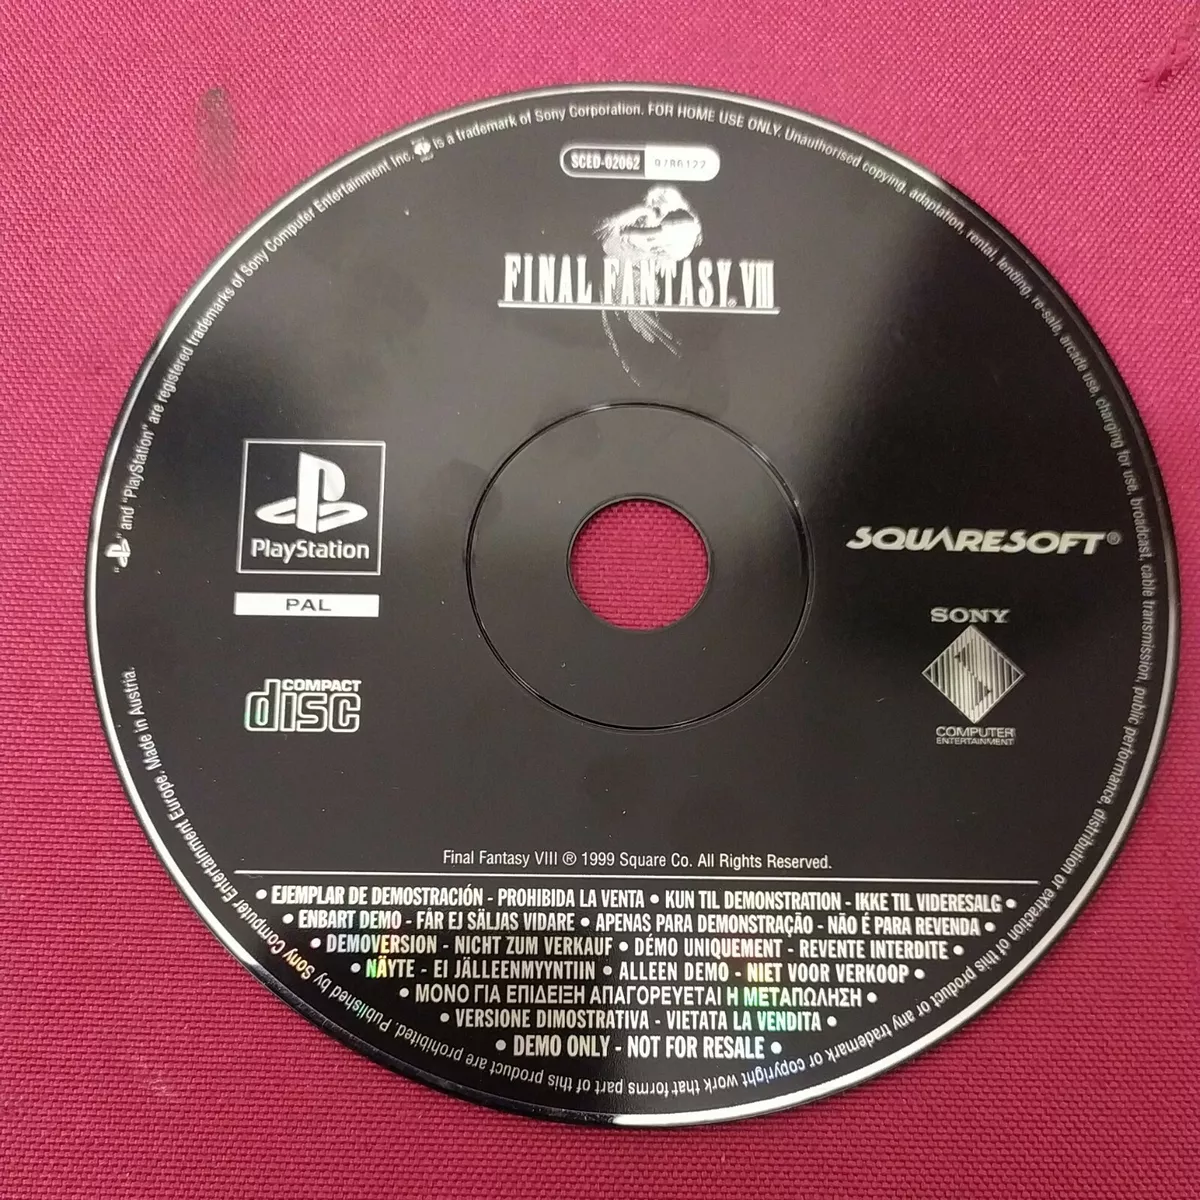 SCED-02062 0786122
FINAL FANTASY® VIII
PlayStation
PAL
COMPACT
disc
SQUARESOFT®
SONY
COMPUTER
ENTERTAINMENT
Final Fantasy VIII ® 1999 Square Co. All Rights Reserved.
• EJEMPLAR DE DEMOSTRACIÓN - PROHIBIDA LA VENTA • KUN TIL DEMONSTRATION - IKKE TIL VIDERESALG •
• ENBART DEMO - FÅR EJ SÄLJAS VIDARE • APENAS PARA DEMONSTRAÇÃO - NÃO É PARA REVENDA •
• DEMOVERSION - NICHT ZUM VERKAUF • DÉMO UNIQUEMENT - REVENTE INTERDITE •
• NÄYTE - EI JÄLLEENMYYNTIIN • ALLEEN DEMO - NIET VOOR VERKOOP •
• ΜΟΝΟ ΓΙΑ ΕΠΙΔΕΙΞΗ ΑΠΑΓΟΡΕΥΕΤΑΙ Η ΜΕΤΑΠΩΛΗΣΗ •
• VERSIONE DIMOSTRATIVA - VIETATA LA VENDITA •
• DEMO ONLY - NOT FOR RESALE •
" " and "PlayStation" are registered trademarks of Sony Computer Entertainment Inc. is a trademark of Sony Corporation. FOR HOME USE ONLY. Unauthorised copying, adaptation, rental, lending, re-sale, arcade use, charging for use, broadcast, cable transmission, public performance, distribution or extraction of this product or any trademark or copyright work that forms part of this product are prohibited. Published by Sony Computer Entertainment Europe. Made in Austria.